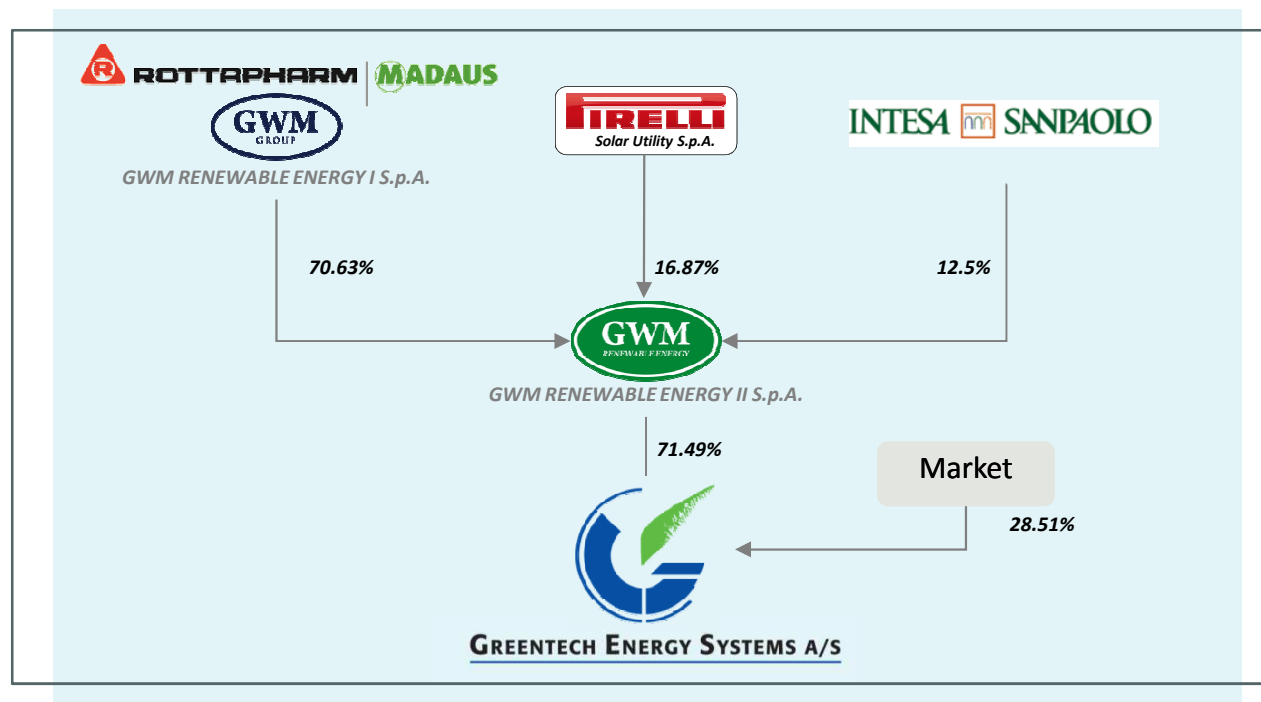 R ROTTAPHARM MADAUS
GWM
GROUP
GWM RENEWABLE ENERGY I S.p.A.
PIRELLI
Solar Utility S.p.A.
INTESA SANPAOLO
70.63%
16.87%
12.5%
GWM
RENEWABLE ENERGY
GWM RENEWABLE ENERGY II S.p.A.
71.49%
Market
28.51%
GREENTECH ENERGY SYSTEMS A/S